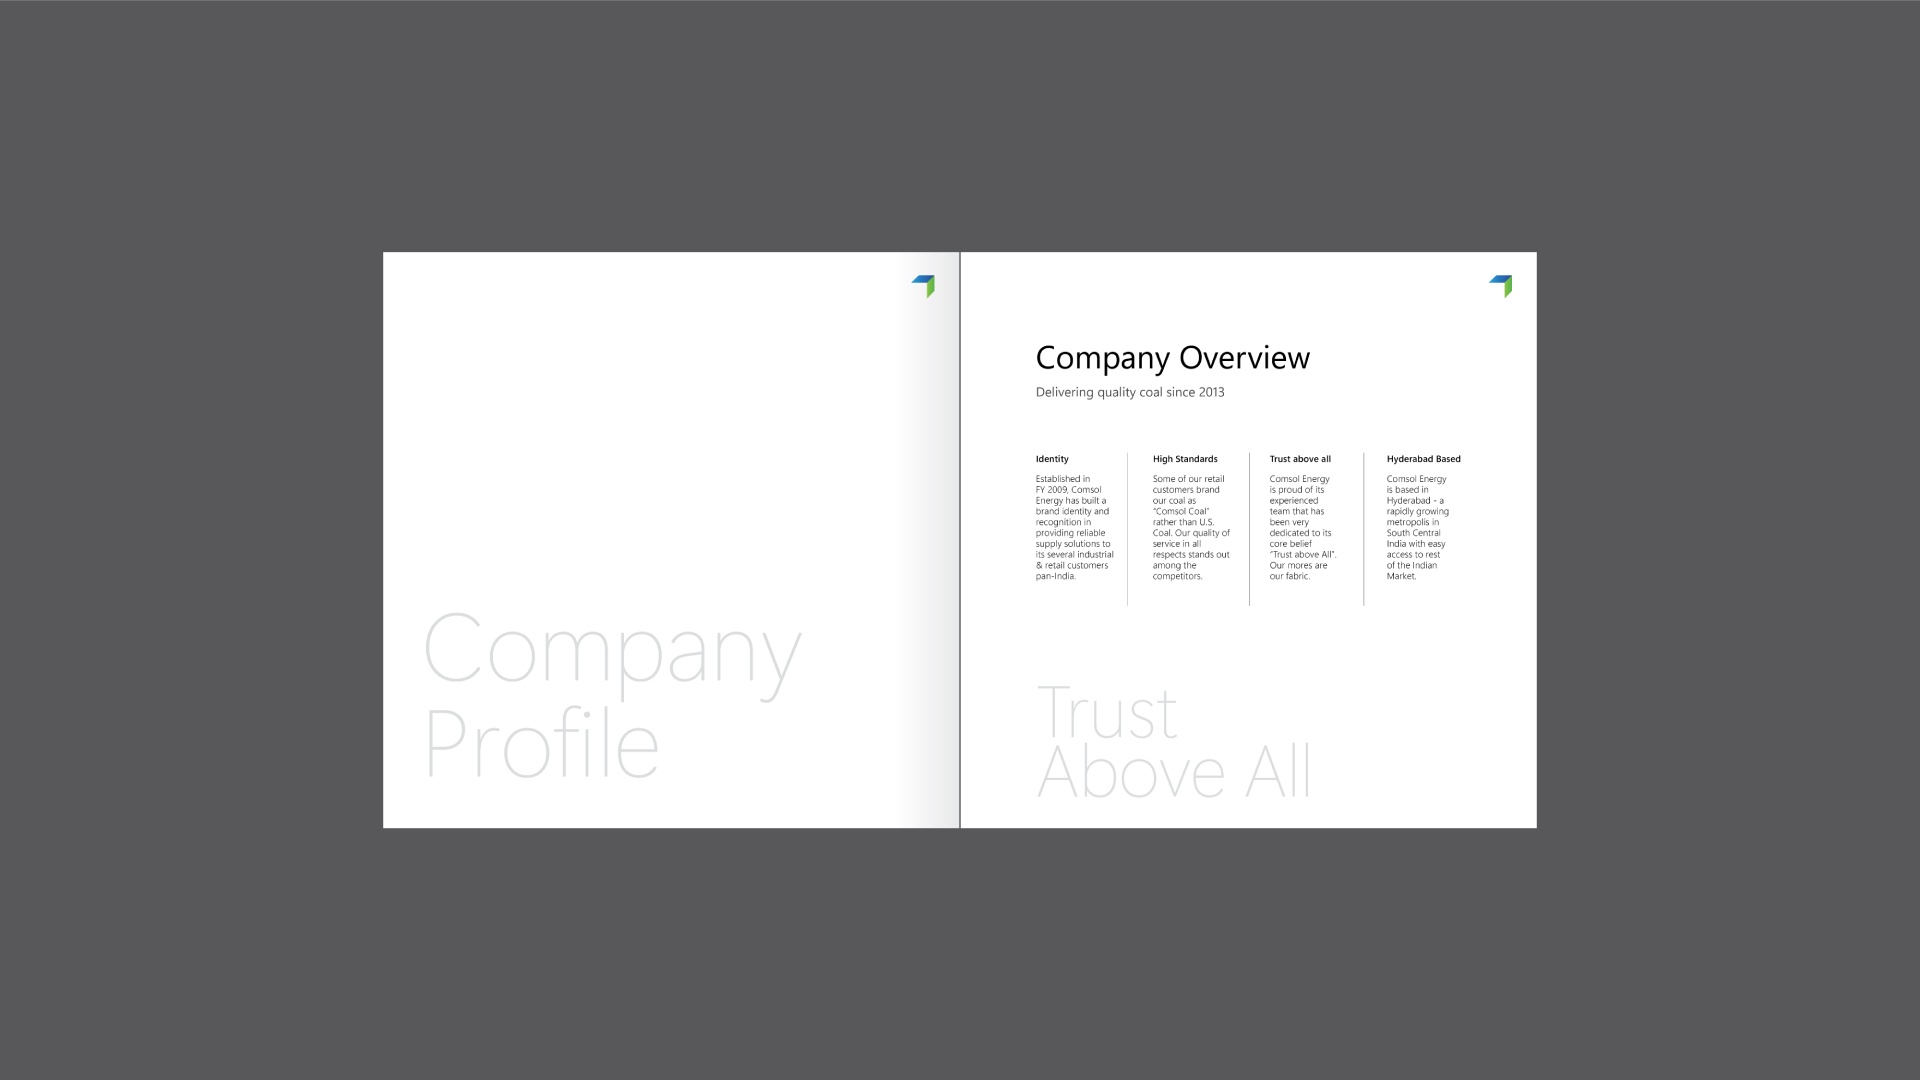 Company
Profile
Company Overview
Delivering quality coal since 2013
Identity
Established in
FY 2009, Comsol
Energy has built a
brand identity and
recognition in
providing reliable
supply solutions to
its several industrial
& retail customers
pan-India.
High Standards
Some of our retail
customers brand
our coal as
“Comsol Coal”
rather than U.S.
Coal. Our quality of
service in all
respects stands out
among the
competitors.
Trust above all
Comsol Energy
is proud of its
experienced
team that has
been very
dedicated to its
core belief
“Trust above All”.
Our mores are
our fabric.
Hyderabad Based
Comsol Energy
is based in
Hyderabad - a
rapidly growing
metropolis in
South Central
India with easy
access to rest
of the Indian
Market.
Trust
Above All